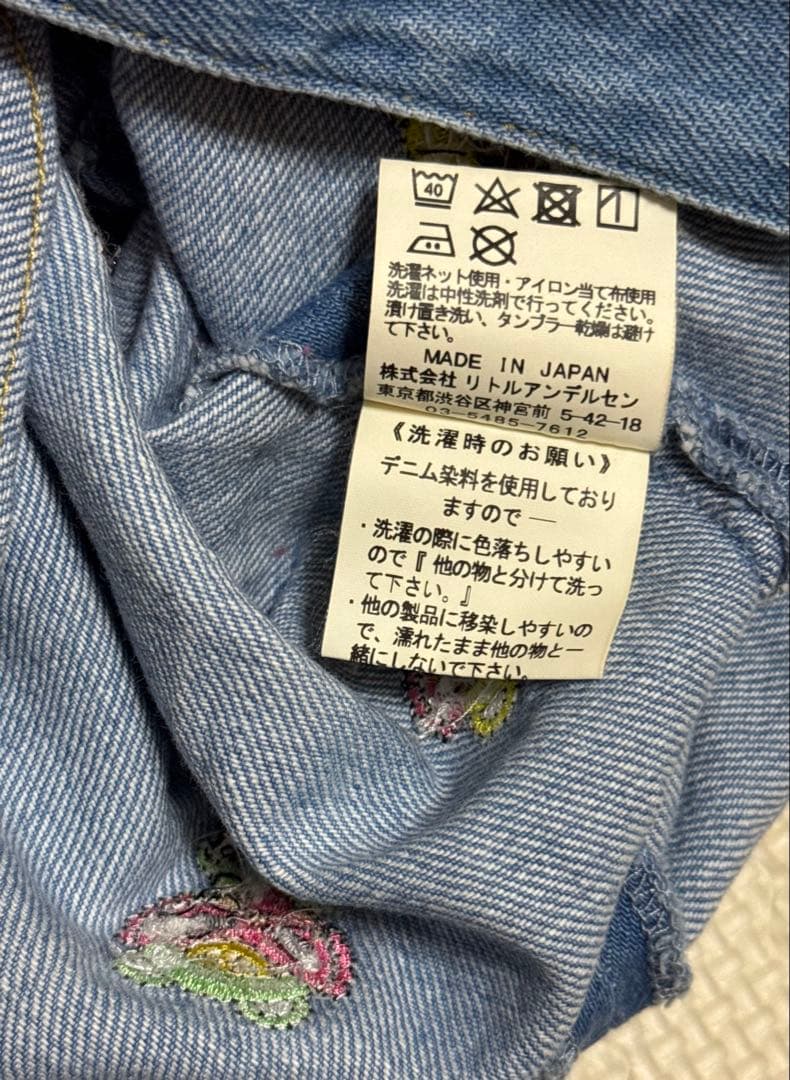 40
洗濯ネット使用・アイロン当て布使用
洗濯は中性洗剤で行ってください。
漬け置き洗い、タンブラー乾燥は避け
て下さい。
MADE IN JAPAN
株式会社 リトルアンデルセン
東京都渋谷区神宮前 5-42-18
03-5485-7612
《洗濯時のお願い》
デニム染料を使用しており
ますので ―
・洗濯の際に色落ちしやすい
ので『 他の物と分けて洗っ
て下さい。』
・他の製品に移染しやすいの
で、濡れたまま他の物と一
緒にしないで下さい。